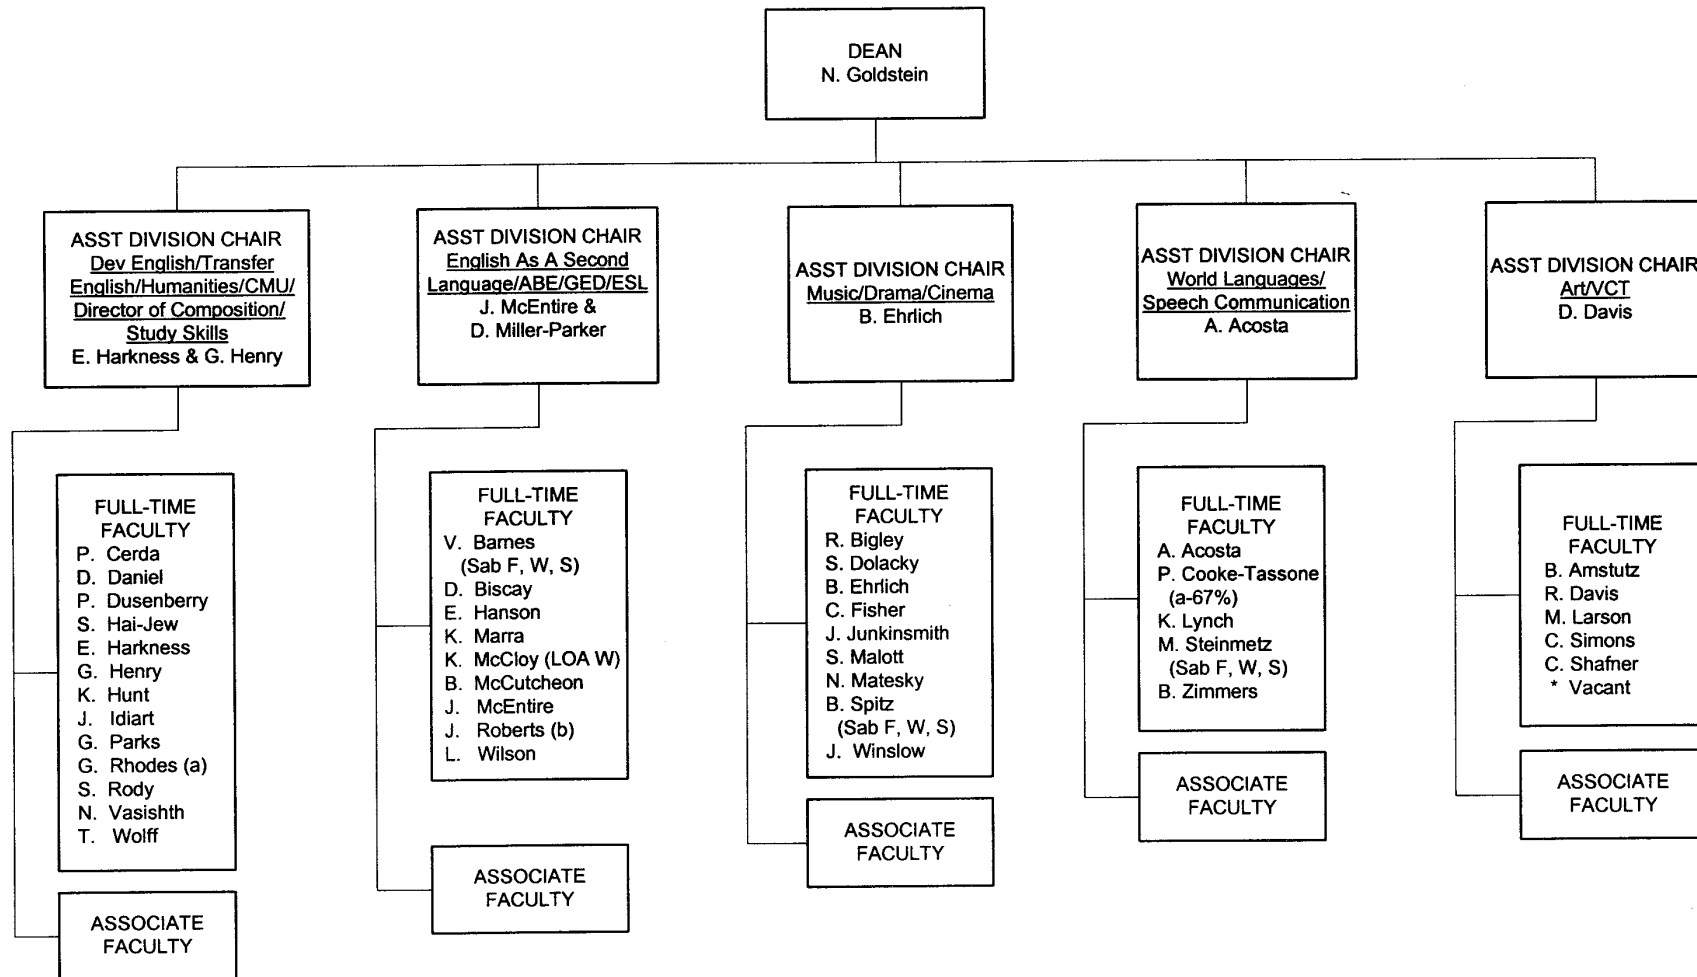 DEAN
N. Goldstein
ASST DIVISION CHAIR
Dev English/Transfer
English/Humanities/CMU/
Director of Composition/
Study Skills
E. Harkness & G. Henry
ASST DIVISION CHAIR
English As A Second
Language/ABE/GED/ESL
J. McEntire &
D. Miller-Parker
ASST DIVISION CHAIR
Music/Drama/Cinema
B. Ehrlich
ASST DIVISION CHAIR
World Languages/
Speech Communication
A. Acosta
ASST DIVISION CHAIR
Art/VCT
D. Davis
FULL-TIME
FACULTY
P. Cerda
D. Daniel
P. Dusenberry
S. Hai-Jew
E. Harkness
G. Henry
K. Hunt
J. Idiart
G. Parks
G. Rhodes (a)
S. Rody
N. Vasishth
T. Wolff
ASSOCIATE
FACULTY
FULL-TIME
FACULTY
V. Barnes
(Sab F, W, S)
D. Biscay
E. Hanson
K. Marra
K. McCloy (LOA W)
B. McCutcheon
J. McEntire
J. Roberts (b)
L. Wilson
ASSOCIATE
FACULTY
FULL-TIME
FACULTY
R. Bigley
S. Dolacky
B. Ehrlich
C. Fisher
J. Junkinsmith
S. Malott
N. Matesky
B. Spitz
(Sab F, W, S)
J. Winslow
ASSOCIATE
FACULTY
FULL-TIME
FACULTY
A. Acosta
P. Cooke-Tassone
(a-67%)
K. Lynch
M. Steinmetz
(Sab F, W, S)
B. Zimmers
ASSOCIATE
FACULTY
FULL-TIME
FACULTY
B. Amstutz
R. Davis
M. Larson
C. Simons
C. Shafner
* Vacant
ASSOCIATE
FACULTY